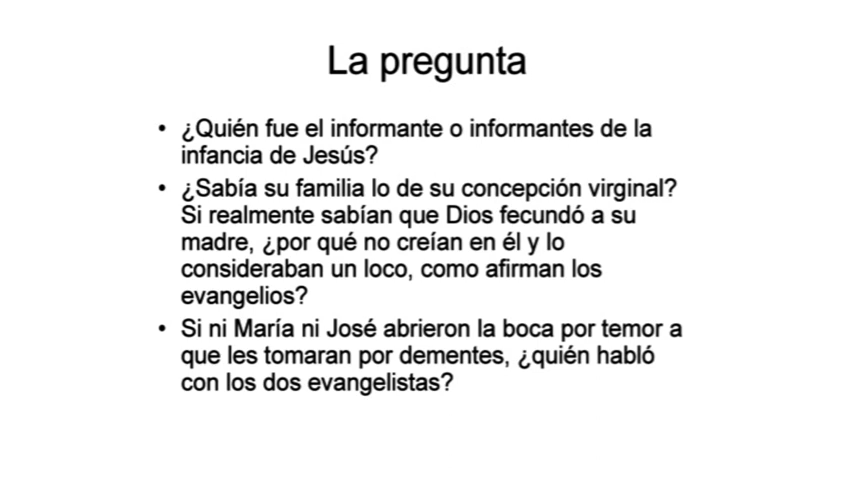 La pregunta
• ¿Quién fue el informante o informantes de la
infancia de Jesús?
• ¿Sabía su familia lo de su concepción virginal?
Si realmente sabían que Dios fecundó a su
madre, ¿por qué no creían en él y lo
consideraban un loco, como afirman los
evangelios?
• Si ni María ni José abrieron la boca por temor a
que les tomaran por dementes, ¿quién habló
con los dos evangelistas?